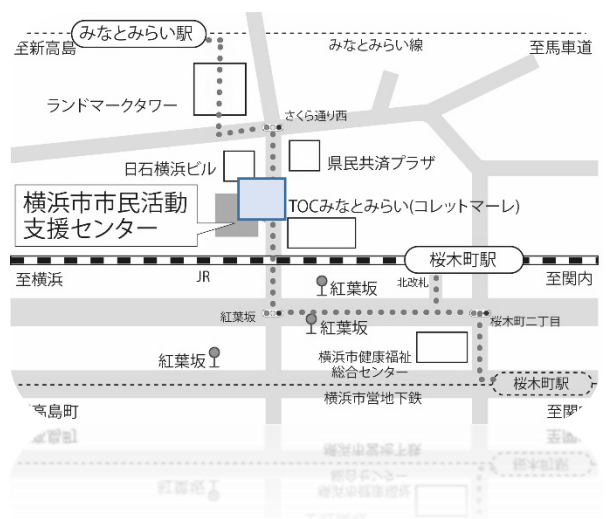 みなとみらい駅
至新高島
みなとみらい線
至馬車道
ランドマークタワー
さくら通り西
日石横浜ビル
県民共済プラザ
横浜市市民活動
支援センター
TOCみなとみらい(コレットマーレ)
桜木町駅
至横浜
JR
北改札
至関内
紅葉坂
紅葉坂
紅葉坂
桜木町二丁目
紅葉坂
横浜市健康福祉
総合センター
桜木町駅
横浜市営地下鉄
高島町
至関